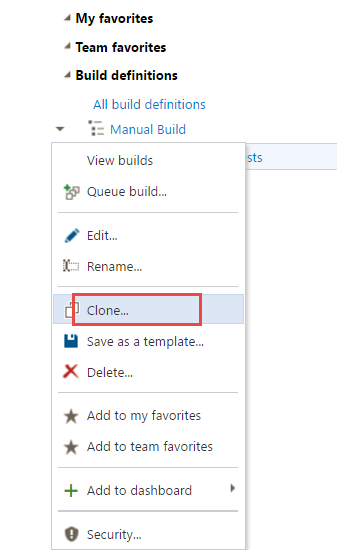 My favorites
Team favorites
Build definitions
All build definitions
Manual Build
View builds
sts
Queue build...
Edit...
Rename...
Clone...
Save as a template...
Delete...
Add to my favorites
Add to team favorites
Add to dashboard
Security...